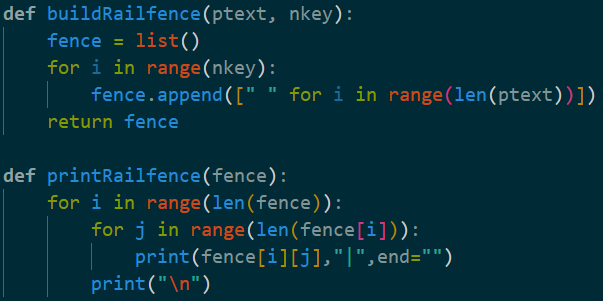 def buildRailfence(ptext, nkey):
    fence = list()
    for i in range(nkey):
        fence.append([" " for i in range(len(ptext))])
    return fence

def printRailfence(fence):
    for i in range(len(fence)):
        for j in range(len(fence[i])):
            print(fence[i][j],"|",end="")
        print("\n")